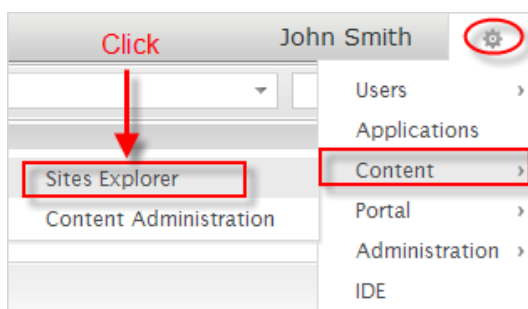 Click
John Smith
Users
Applications
Sites Explorer
Content
Content Administration
Portal
Administration
IDE